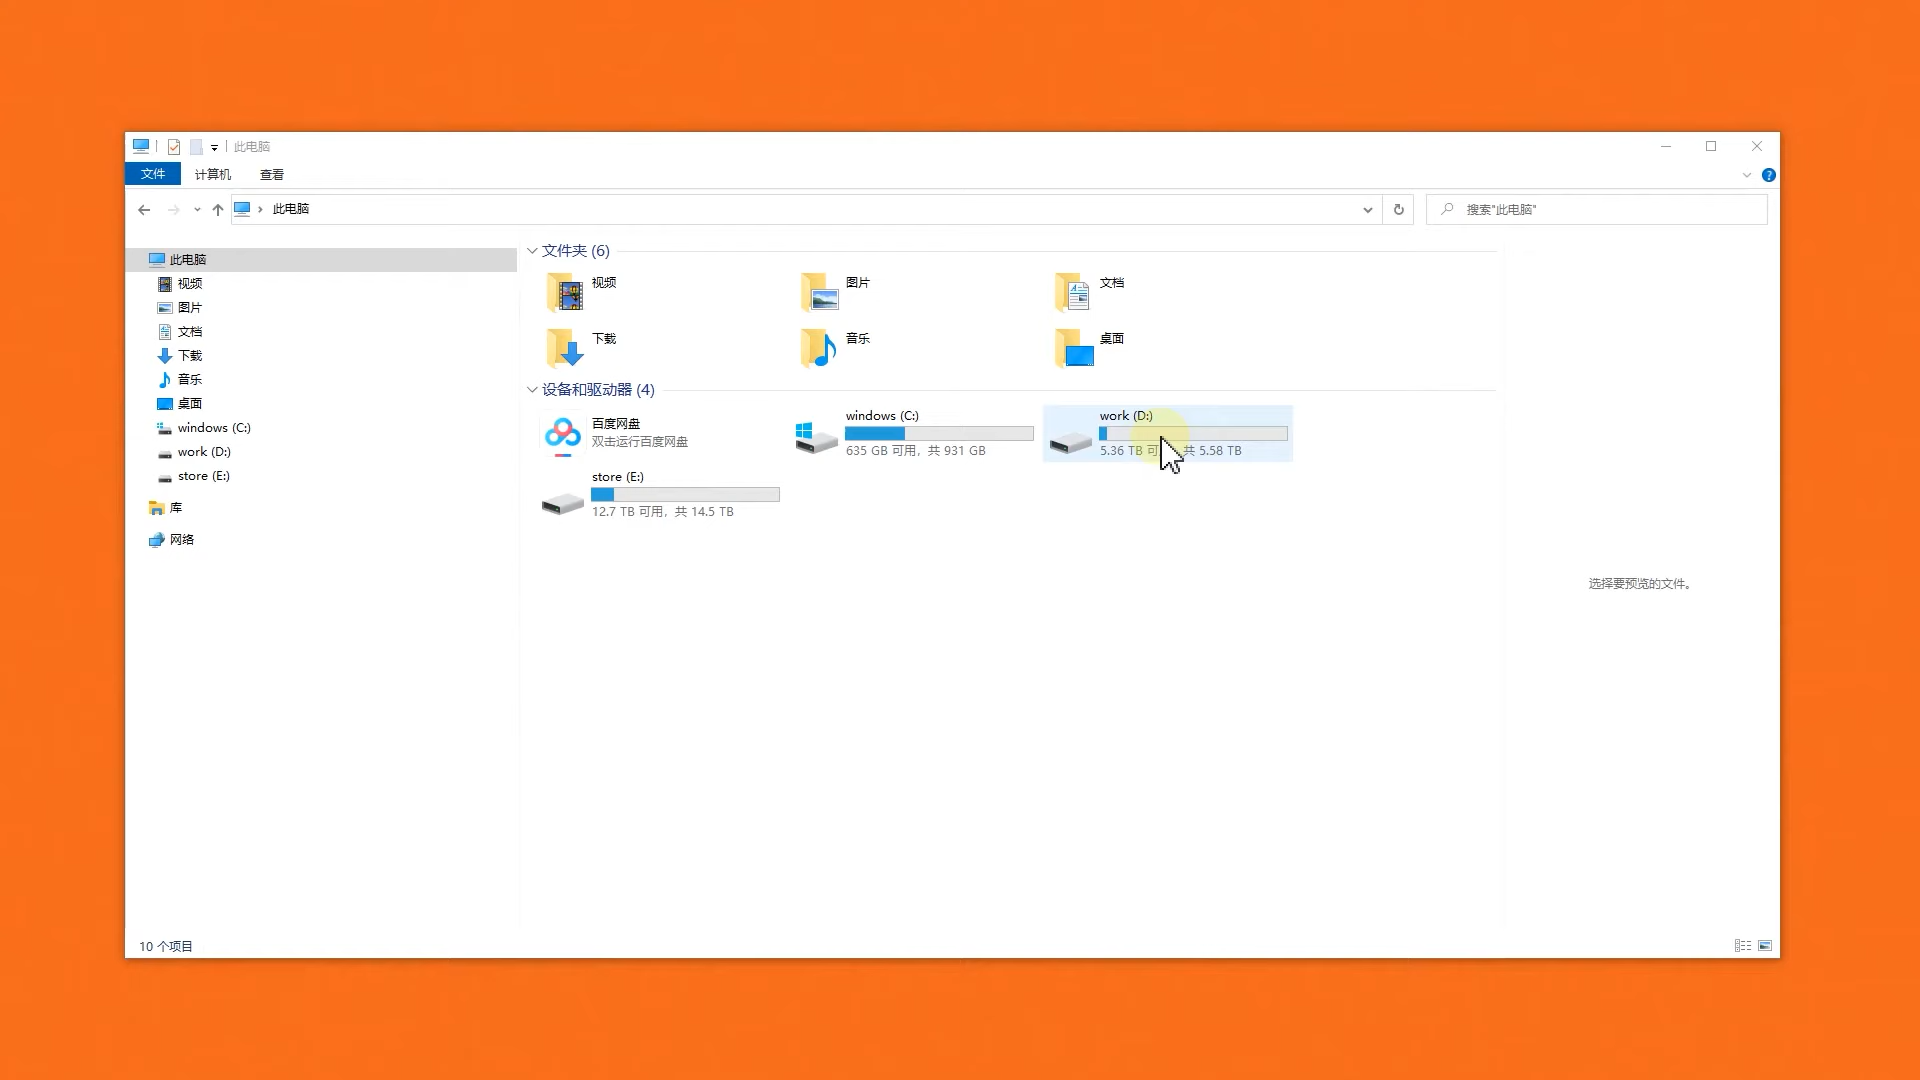 此电脑
文件 计算机 查看
此电脑
搜索"此电脑"
此电脑
视频
图片
文档
下载
音乐
桌面
windows (C:)
work (D:)
store (E:)
库
网络
文件夹 (6)
视频
图片
文档
下载
音乐
桌面
设备和驱动器 (4)
百度网盘
双击运行百度网盘
windows (C:)
635 GB 可用，共 931 GB
work (D:)
5.36 TB 可 共 5.58 TB
store (E:)
12.7 TB 可用，共 14.5 TB
选择要预览的文件。
10 个项目